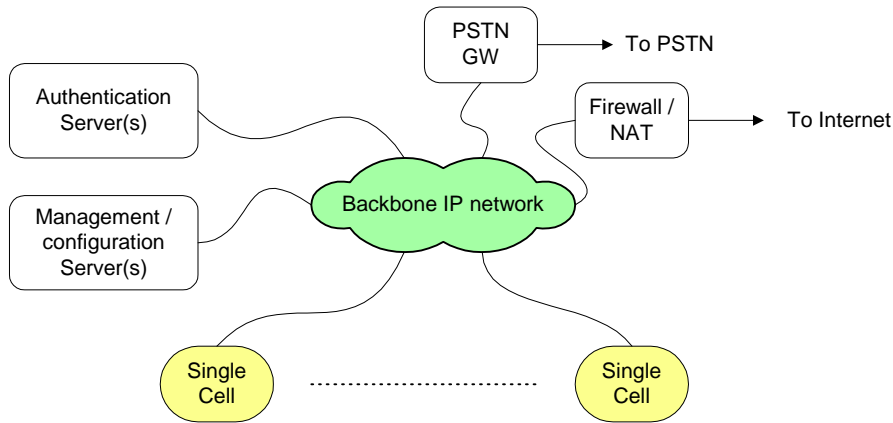 PSTN
GW
To PSTN
Authentication
Server(s)
Firewall /
NAT
To Internet
Backbone IP network
Management /
configuration
Server(s)
Single
Cell
Single
Cell